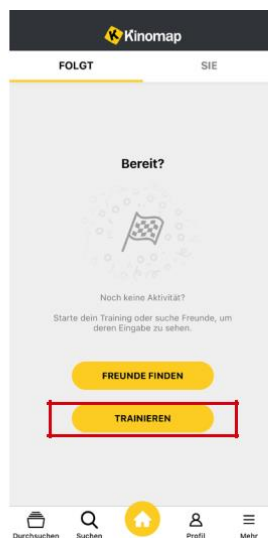 Kinomap
FOLGT SIE
Bereit?
Noch keine Aktivität?
Starte dein Training oder suche Freunde, um
deren Eingabe zu sehen.
FREUNDE FINDEN
TRAINIEREN
Durchsuchen Suchen Profil Mehr